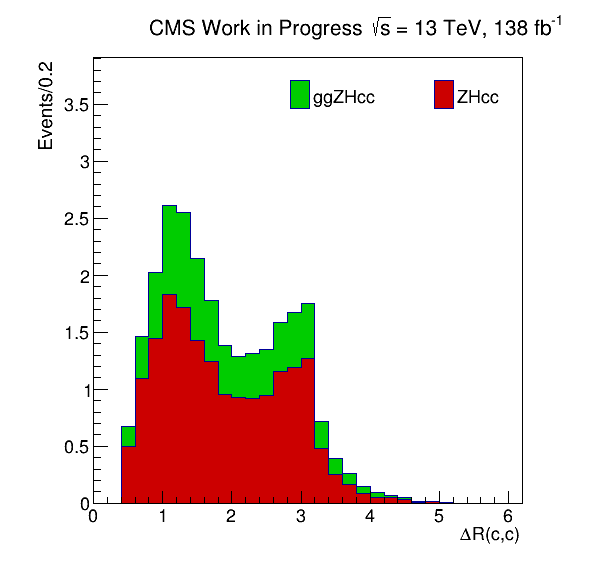 CMS Work in Progress √s = 13 TeV, 138 fb⁻¹
Events/0.2
ggZHcc ZHcc
3.5
3
2.5
2
1.5
1
0.5
0
0 1 2 3 4 5 6
ΔR(c,c)